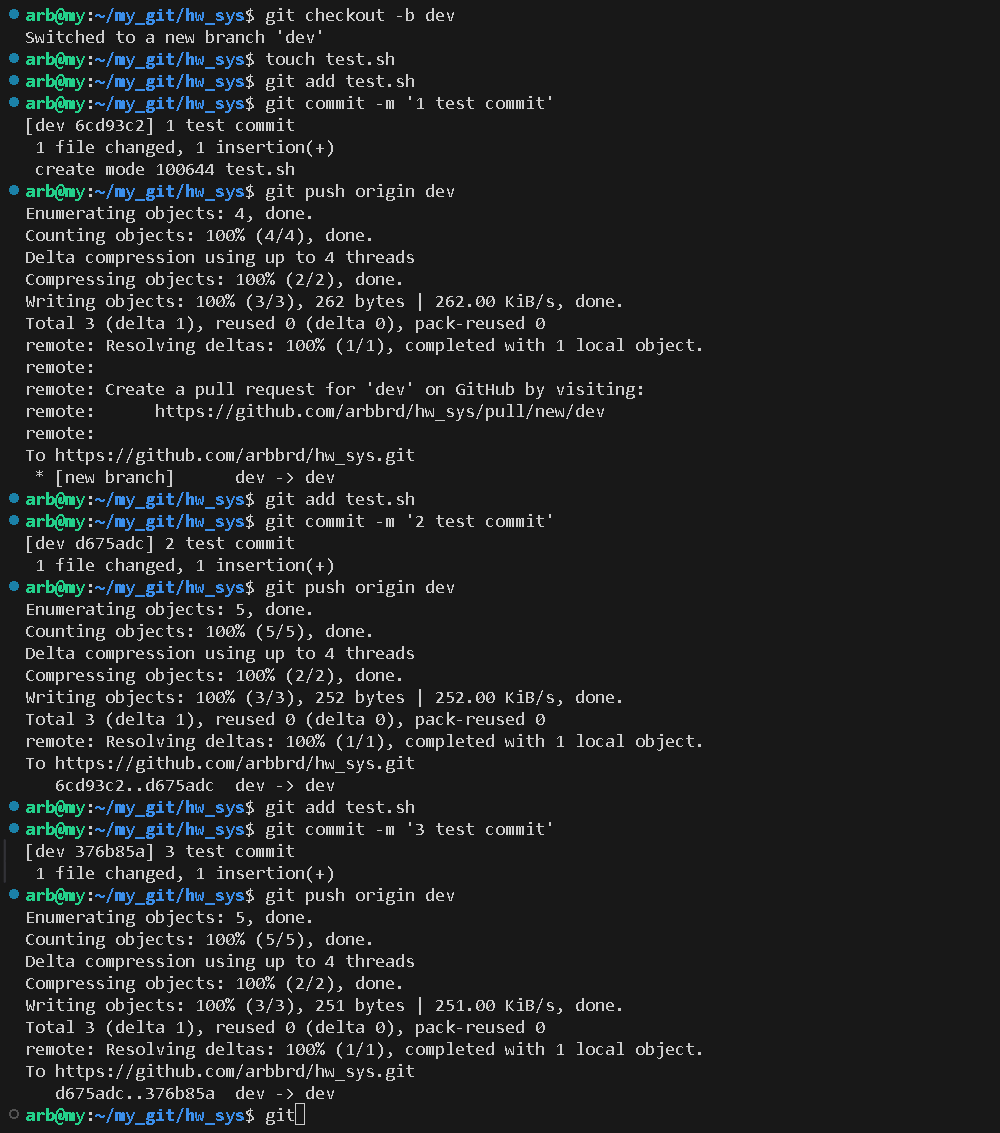 arb@my:~/my_git/hw_sys$ git checkout -b dev
Switched to a new branch 'dev'
arb@my:~/my_git/hw_sys$ touch test.sh
arb@my:~/my_git/hw_sys$ git add test.sh
arb@my:~/my_git/hw_sys$ git commit -m '1 test commit'
[dev 6cd93c2] 1 test commit
 1 file changed, 1 insertion(+)
 create mode 100644 test.sh
arb@my:~/my_git/hw_sys$ git push origin dev
Enumerating objects: 4, done.
Counting objects: 100% (4/4), done.
Delta compression using up to 4 threads
Compressing objects: 100% (2/2), done.
Writing objects: 100% (3/3), 262 bytes | 262.00 KiB/s, done.
Total 3 (delta 1), reused 0 (delta 0), pack-reused 0
remote: Resolving deltas: 100% (1/1), completed with 1 local object.
remote:
remote: Create a pull request for 'dev' on GitHub by visiting:
remote:      https://github.com/arbbrd/hw_sys/pull/new/dev
remote:
To https://github.com/arbbrd/hw_sys.git
 * [new branch]      dev -> dev
arb@my:~/my_git/hw_sys$ git add test.sh
arb@my:~/my_git/hw_sys$ git commit -m '2 test commit'
[dev d675adc] 2 test commit
 1 file changed, 1 insertion(+)
arb@my:~/my_git/hw_sys$ git push origin dev
Enumerating objects: 5, done.
Counting objects: 100% (5/5), done.
Delta compression using up to 4 threads
Compressing objects: 100% (2/2), done.
Writing objects: 100% (3/3), 252 bytes | 252.00 KiB/s, done.
Total 3 (delta 1), reused 0 (delta 0), pack-reused 0
remote: Resolving deltas: 100% (1/1), completed with 1 local object.
To https://github.com/arbbrd/hw_sys.git
   6cd93c2..d675adc  dev -> dev
arb@my:~/my_git/hw_sys$ git add test.sh
arb@my:~/my_git/hw_sys$ git commit -m '3 test commit'
[dev 376b85a] 3 test commit
 1 file changed, 1 insertion(+)
arb@my:~/my_git/hw_sys$ git push origin dev
Enumerating objects: 5, done.
Counting objects: 100% (5/5), done.
Delta compression using up to 4 threads
Compressing objects: 100% (2/2), done.
Writing objects: 100% (3/3), 251 bytes | 251.00 KiB/s, done.
Total 3 (delta 1), reused 0 (delta 0), pack-reused 0
remote: Resolving deltas: 100% (1/1), completed with 1 local object.
To https://github.com/arbbrd/hw_sys.git
   d675adc..376b85a  dev -> dev
arb@my:~/my_git/hw_sys$ git